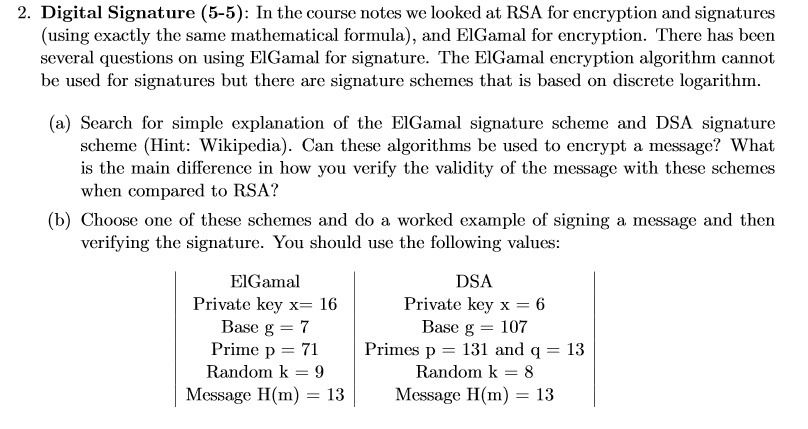 2. Digital Signature (5-5): In the course notes we looked at RSA for encryption and signatures
(using exactly the same mathematical formula), and ElGamal for encryption. There has been
several questions on using ElGamal for signature. The ElGamal encryption algorithm cannot
be used for signatures but there are signature schemes that is based on discrete logarithm.
(a) Search for simple explanation of the ElGamal signature scheme and DSA signature
scheme (Hint: Wikipedia). Can these algorithms be used to encrypt a message? What
is the main difference in how you verify the validity of the message with these schemes
when compared to RSA?
(b) Choose one of these schemes and do a worked example of signing a message and then
verifying the signature. You should use the following values:
ElGamal DSA
Private key x= 16 Private key x = 6
Base g = 7 Base g = 107
Prime p = 71 Primes p = 131 and q = 13
Random k = 9 Random k = 8
Message H(m) = 13 Message H(m) = 13